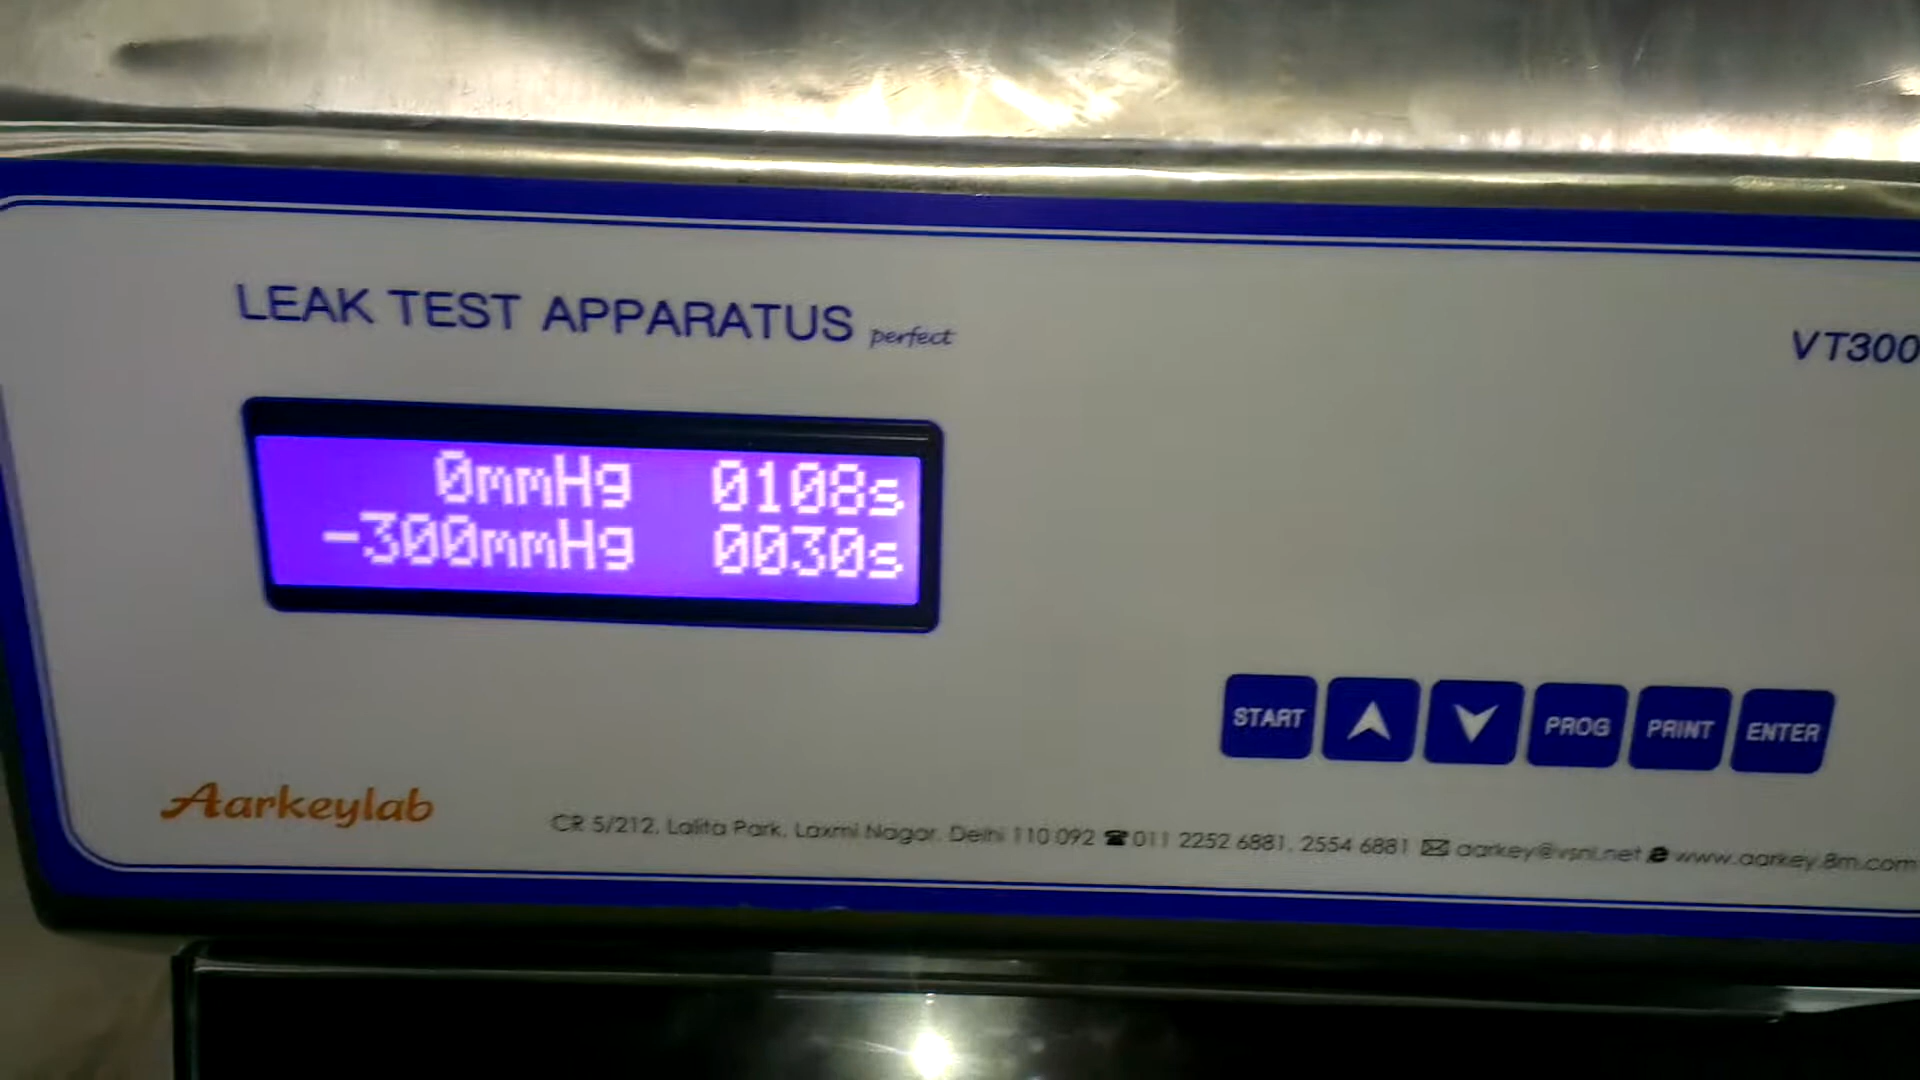 LEAK TEST APPARATUS perfect
VT300
0mmHg 0108s
-300mmHg 0030s
START PROG PRINT ENTER
Aarkeylab
CR 5/212, Lalita Park, Laxmi Nagar, Delhi 110 092 ☎ 011 2252 6881, 2554 6881 ✉ aarkey@vsnl.net e www.aarkey.8m.com